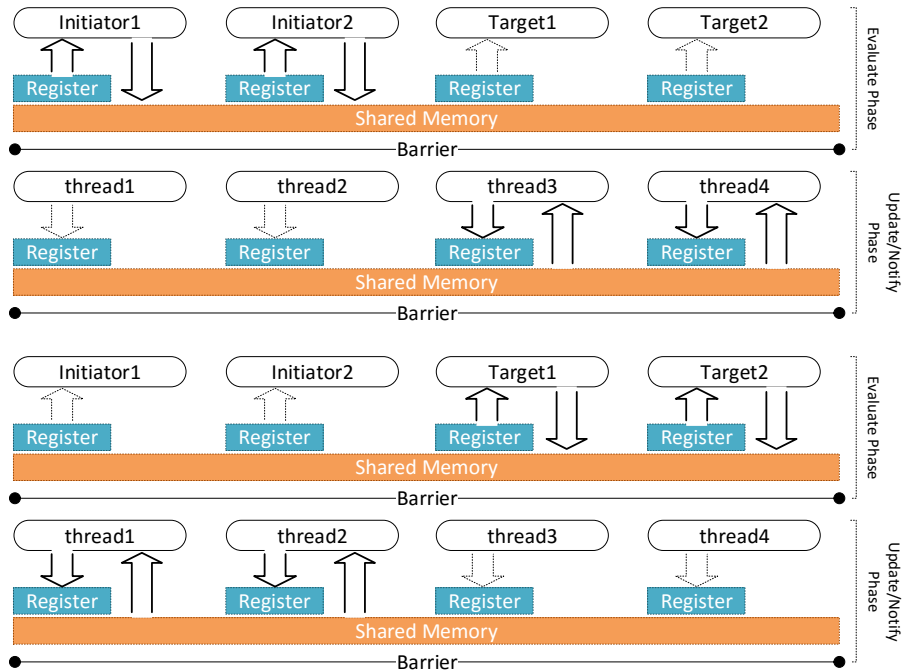 Initiator1 Initiator2 Target1 Target2
Register Register Register Register
Shared Memory
Barrier
Evaluate Phase
thread1 thread2 thread3 thread4
Register Register Register Register
Shared Memory
Barrier
Update/Notify
Phase
Initiator1 Initiator2 Target1 Target2
Register Register Register Register
Shared Memory
Barrier
Evaluate Phase
thread1 thread2 thread3 thread4
Register Register Register Register
Shared Memory
Barrier
Update/Notify
Phase